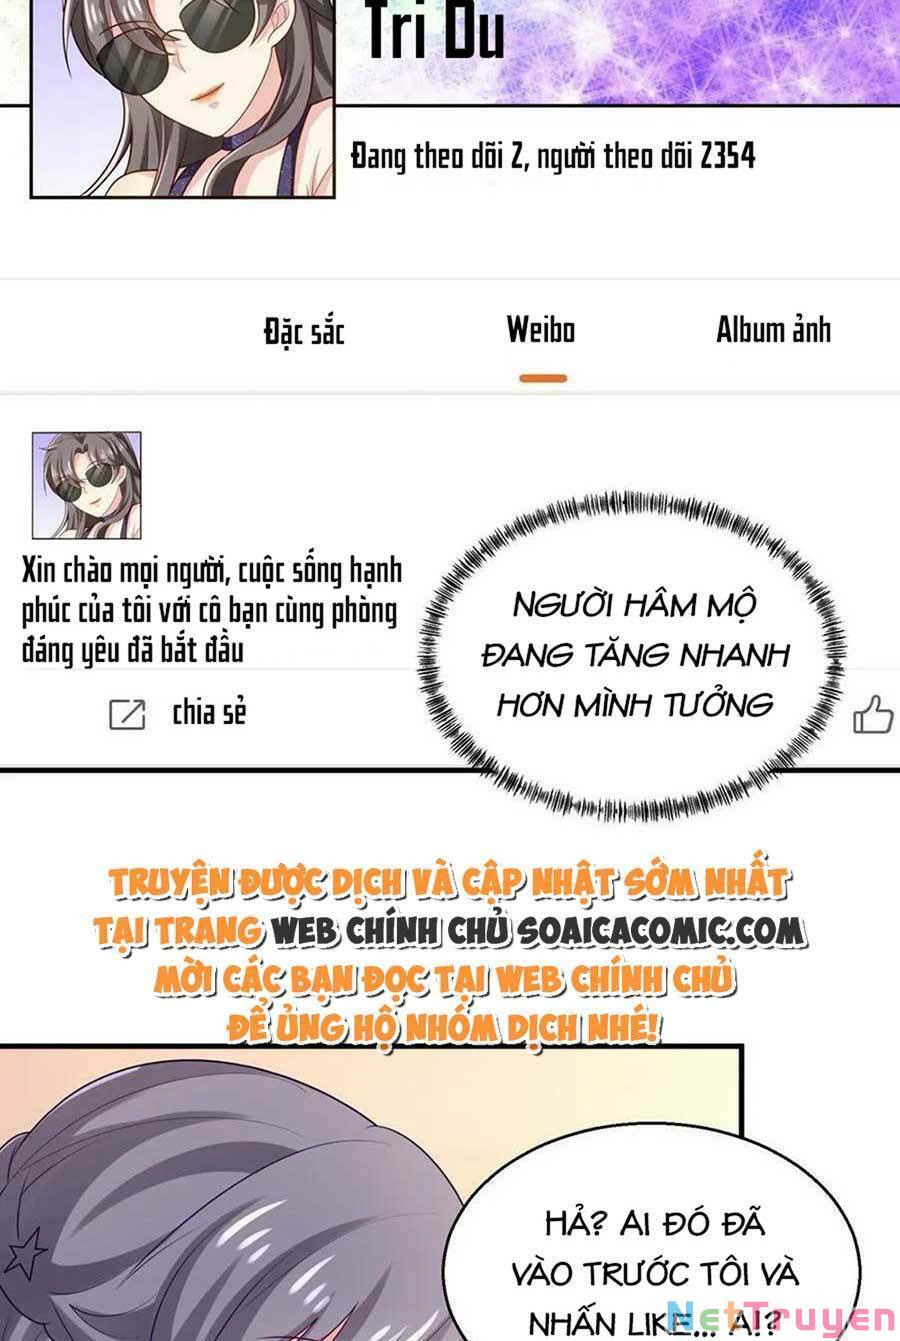 Tri Du
Đang theo dõi 2, người theo dõi 2354
Đặc sắc
Weibo
Album ảnh
Xin chào mọi người, cuộc sống hạnh
phúc của tôi với cô bạn cùng phòng
đáng yêu đã bắt đầu
chia sẻ
NGƯỜI HÂM MỘ
ĐANG TĂNG NHANH
HƠN MÌNH TƯỞNG
TRUYỆN ĐƯỢC DỊCH VÀ CẬP NHẬT SỚM NHẤT
TẠI TRANG WEB CHÍNH CHỦ SOAICACOMIC.COM
MỜI CÁC BẠN ĐỌC TẠI WEB CHÍNH CHỦ
ĐỂ ỦNG HỘ NHÓM DỊCH NHÉ!
HẢ? AI ĐÓ ĐÃ
VÀO TRƯỚC TÔI VÀ
NHẤN LIKE... AI?
NetTruyen